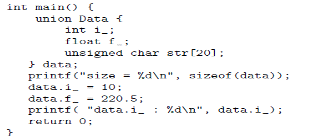 int main() {
union Data {
int i_;
float f_;
unsigned char str[20];
} data;
printf("size = %d\n", sizeof(data));
data.i_ = 10;
data.f_ = 220.5;
printf( "data.i_ : %d\n", data.i_);
return 0;
}